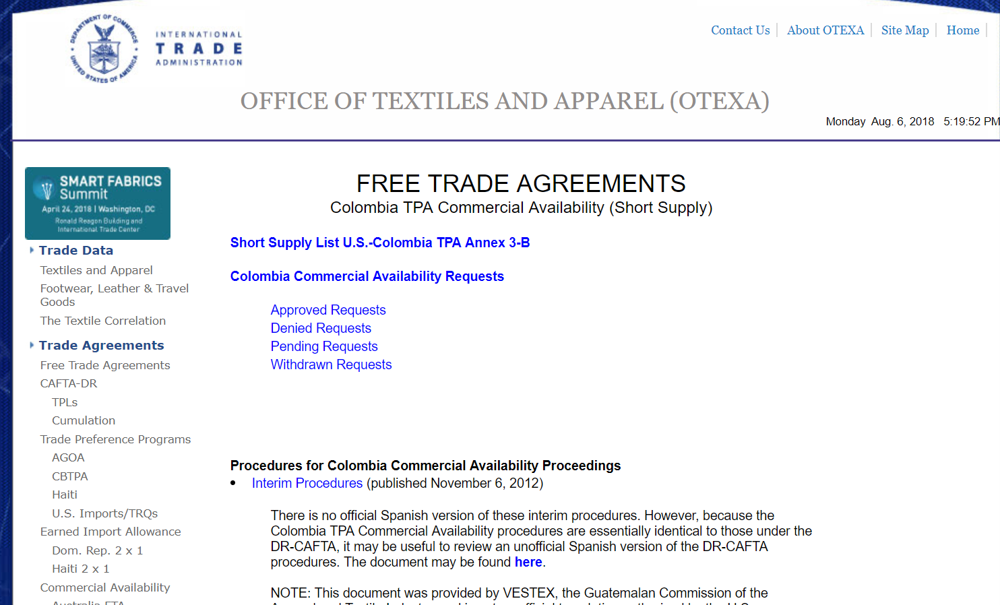 DEPARTMENT OF COMMERCE
UNITED STATES OF AMERICA
INTERNATIONAL
TRADE
ADMINISTRATION
Contact Us
About OTEXA
Site Map
Home
OFFICE OF TEXTILES AND APPAREL (OTEXA)
Monday Aug. 6, 2018 5:19:52 PM
SMART FABRICS
Summit
April 24, 2018 | Washington, DC
Ronald Reagon Building and
International Trade Center
Trade Data
Textiles and Apparel
Footwear, Leather & Travel
Goods
The Textile Correlation
Trade Agreements
Free Trade Agreements
CAFTA-DR
TPLs
Cumulation
Trade Preference Programs
AGOA
CBTPA
Haiti
U.S. Imports/TRQs
Earned Import Allowance
Dom. Rep. 2 x 1
Haiti 2 x 1
Commercial Availability
Australia FTA
FREE TRADE AGREEMENTS
Colombia TPA Commercial Availability (Short Supply)
Short Supply List U.S.-Colombia TPA Annex 3-B
Colombia Commercial Availability Requests
Approved Requests
Denied Requests
Pending Requests
Withdrawn Requests
Procedures for Colombia Commercial Availability Proceedings
• Interim Procedures (published November 6, 2012)
There is no official Spanish version of these interim procedures. However, because the
Colombia TPA Commercial Availability procedures are essentially identical to those under the
DR-CAFTA, it may be useful to review an unofficial Spanish version of the DR-CAFTA
procedures. The document may be found here.
NOTE: This document was provided by VESTEX, the Guatemalan Commission of the